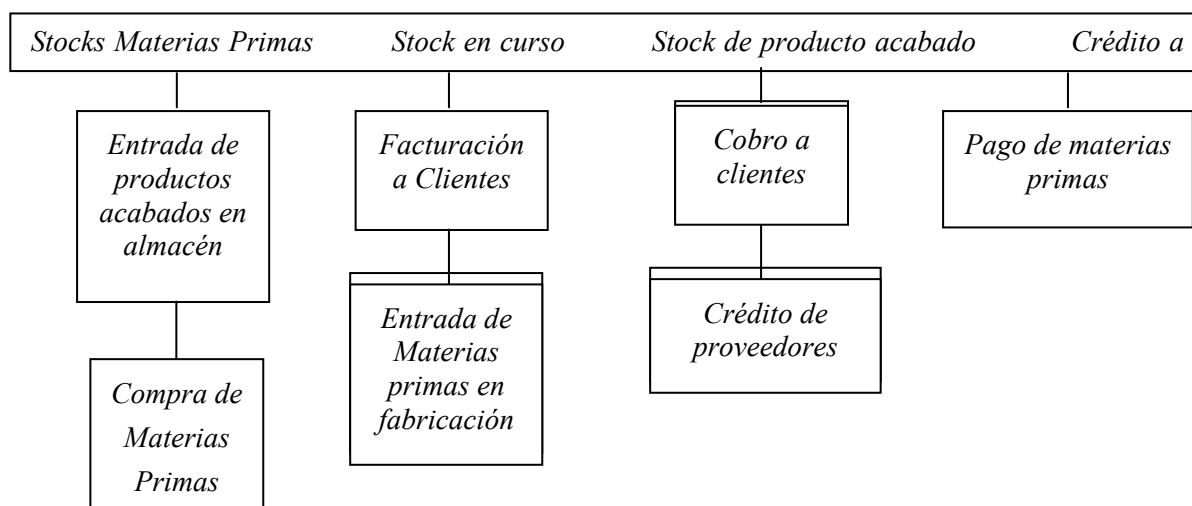 Stocks Materias Primas Stock en curso Stock de producto acabado Crédito a
Entrada de
productos
acabados en
almacén
Facturación
a Clientes
Cobro a
clientes
Pago de materias
primas
Entrada de
Materias
primas en
fabricación
Crédito de
proveedores
Compra de
Materias
Primas